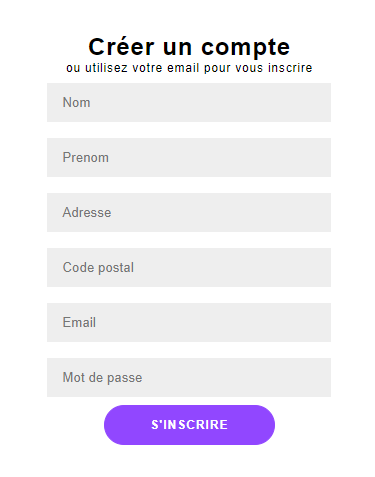 Créer un compte
ou utilisez votre email pour vous inscrire
Nom
Prenom
Adresse
Code postal
Email
Mot de passe
S'INSCRIRE